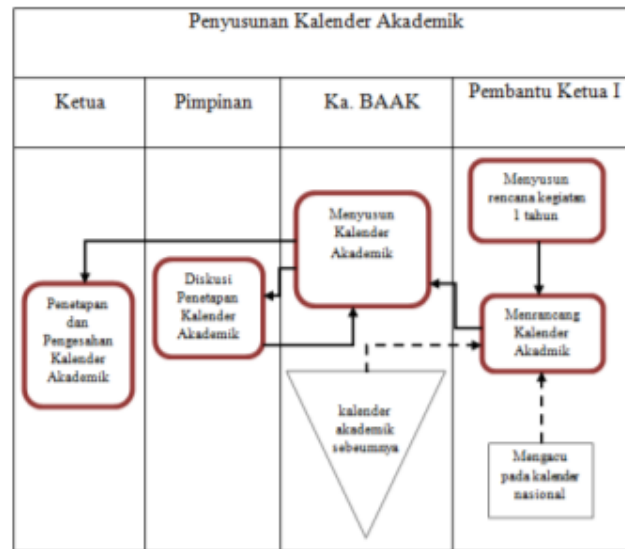 Penyusunan Kalender Akademik
Ketua
Pimpinan
Ka. BAAK
Pembantu Ketua I
Menyusun
rencana kegiatan
1 tahun
Menyusun
Kalender
Akademik
Diskusi
Penetapan
Kalender
Akademik
Penetapan
dan
Pengesahan
Kalender
Akademik
Menrancang
Kalender
Akadmik
kalender
akademik
sebeumnya
Mengacu
pada kalender
nasional